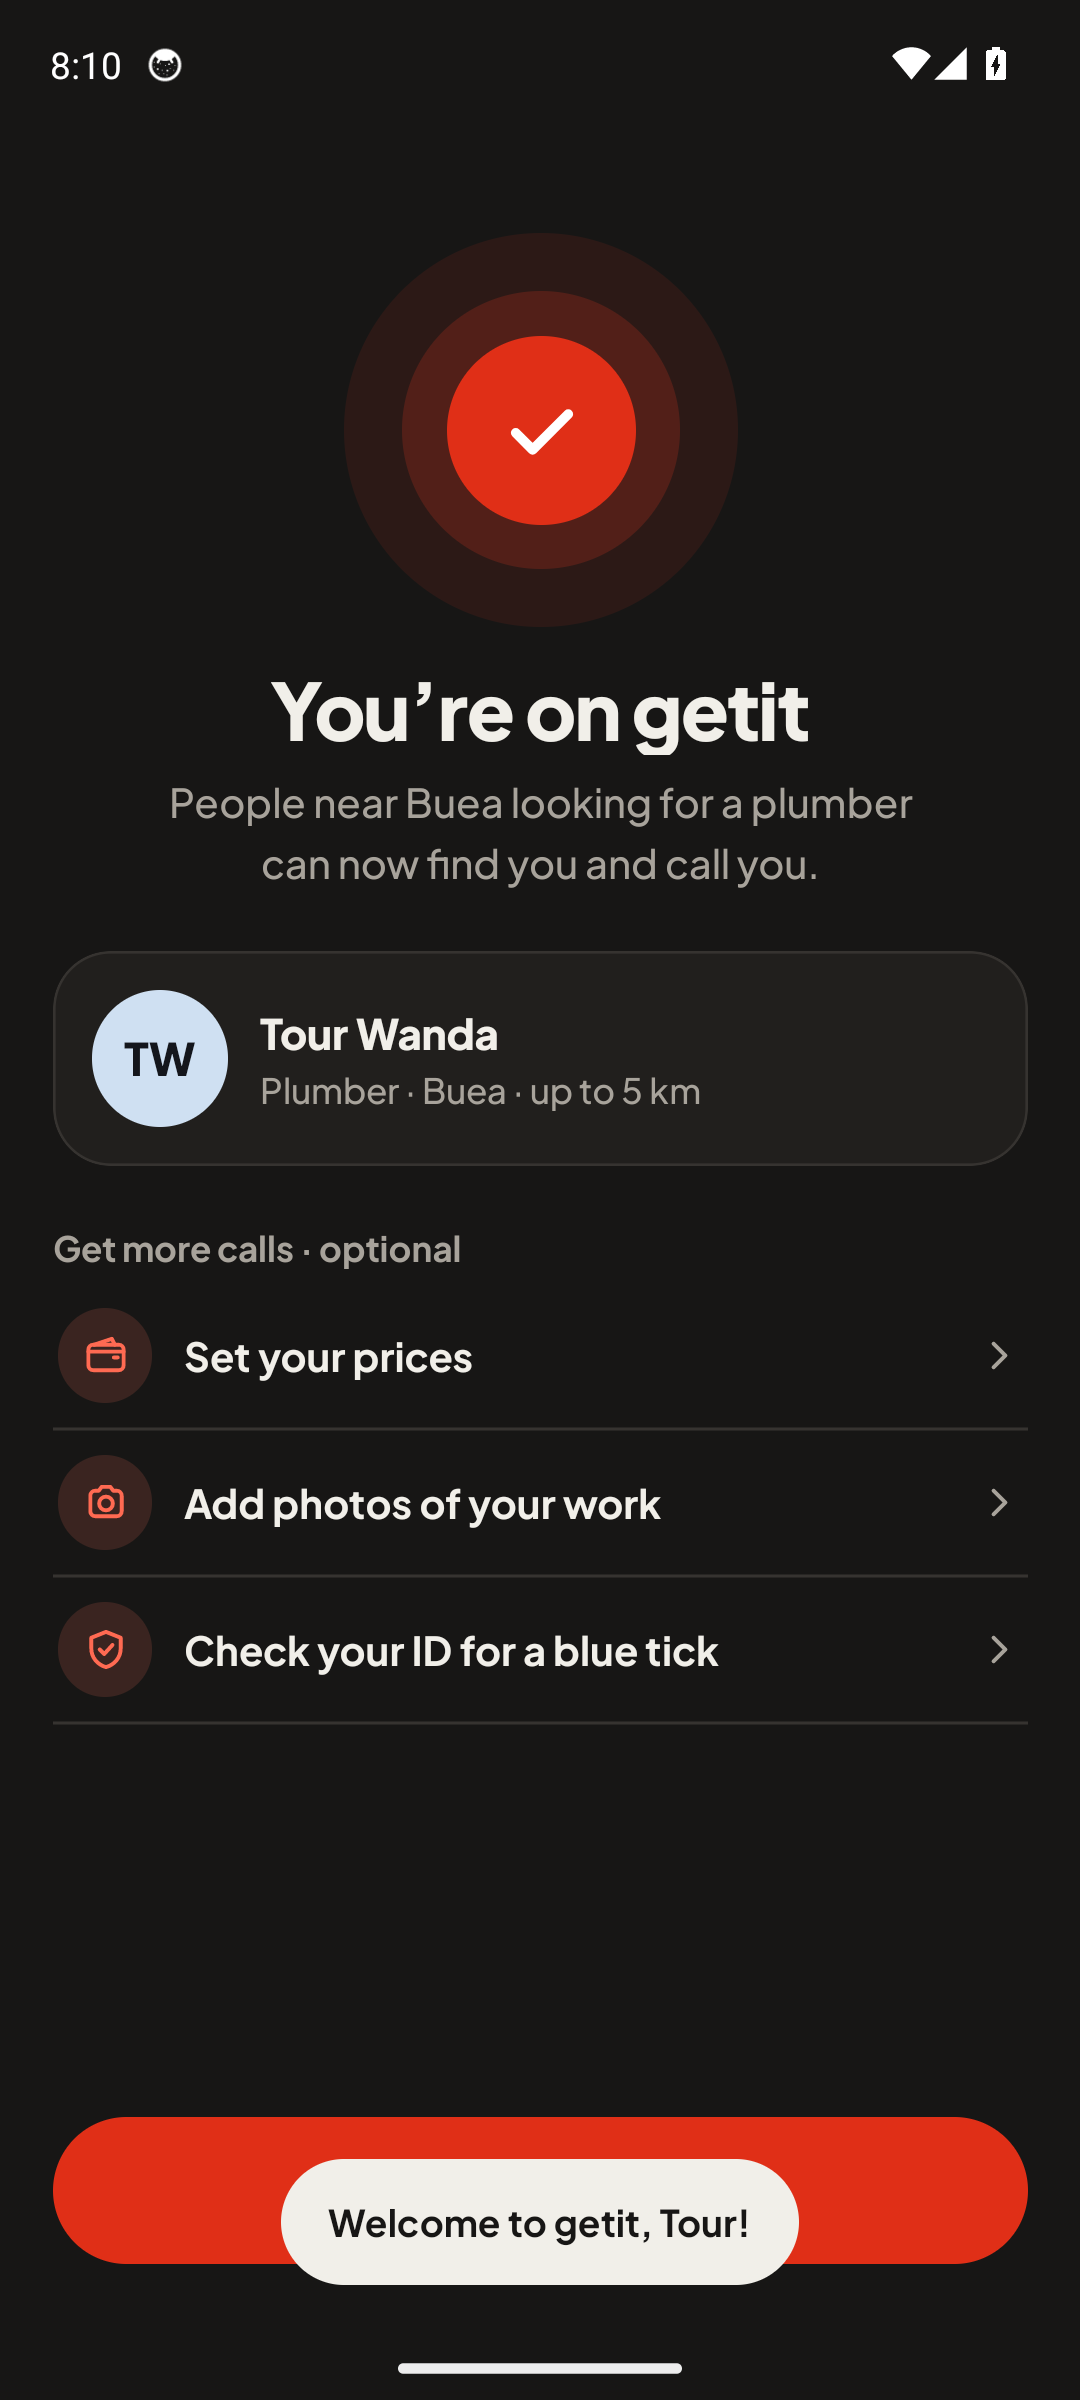 8:10
You’re on getit
People near Buea looking for a plumber
can now find you and call you.
TW
Tour Wanda
Plumber · Buea · up to 5 km
Get more calls · optional
Set your prices
Add photos of your work
Check your ID for a blue tick
Welcome to getit, Tour!